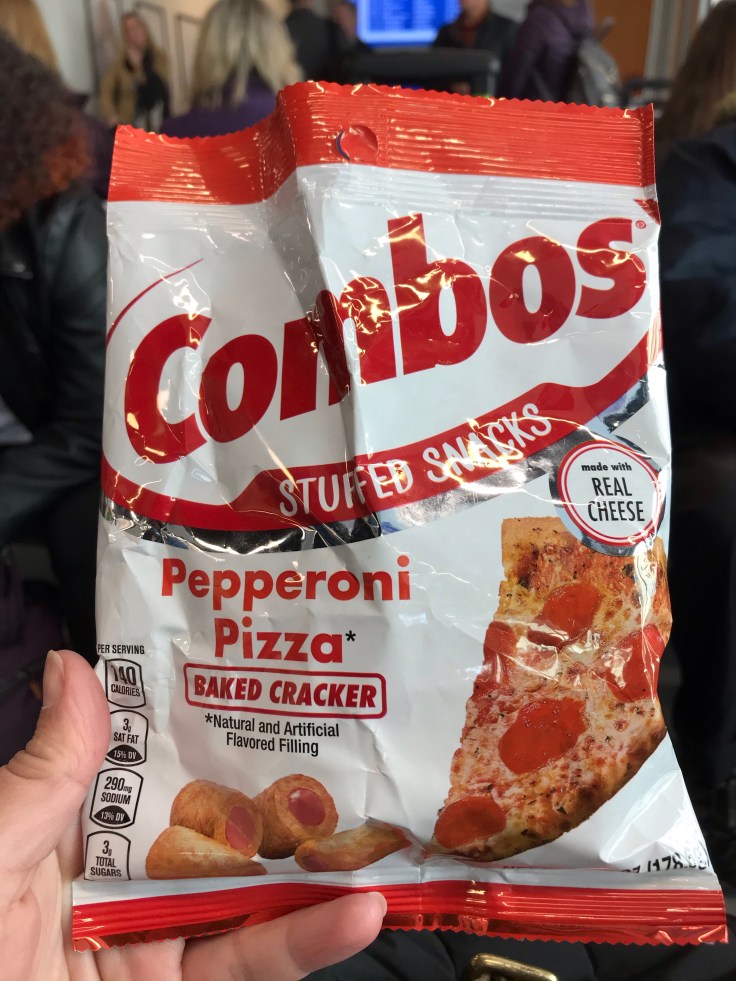 Combos®
STUFFED SNACKS
made with
REAL
CHEESE
Pepperoni
Pizza*
BAKED CRACKER
*Natural and Artificial
Flavored Filling
PER SERVING
140
CALORIES
3g
SAT FAT
15% DV
290mg
SODIUM
13% DV
3g
TOTAL
SUGARS